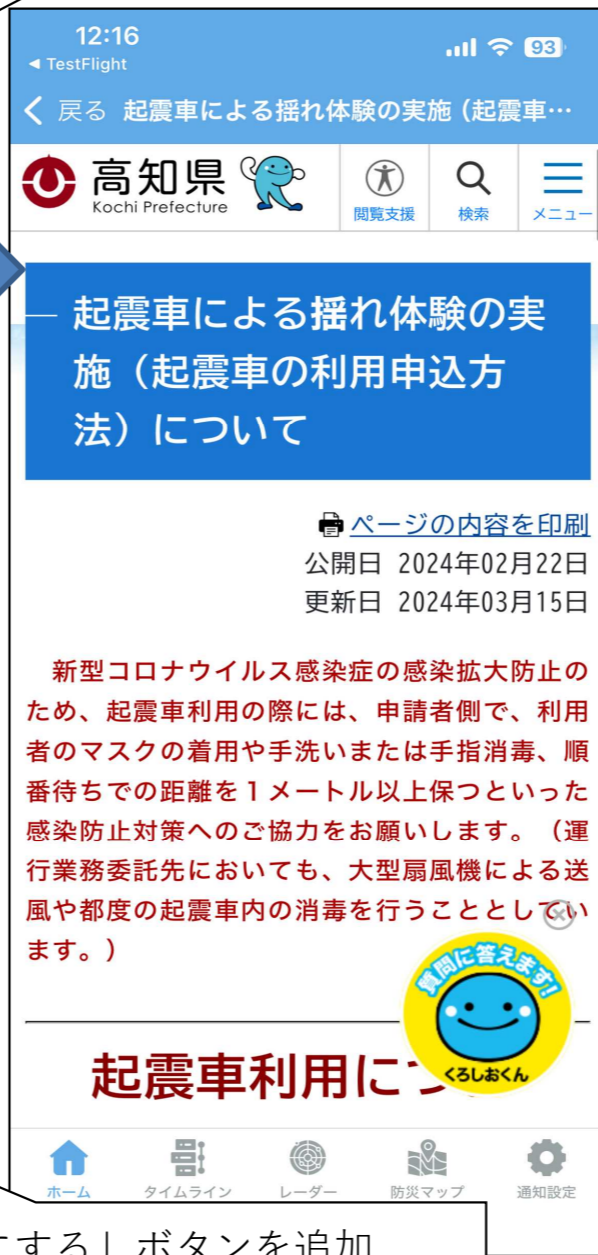 12:16
93
◀ TestFlight
戻る 起震車による揺れ体験の実施（起震車…
高知県
Kochi Prefecture
閲覧支援
検索
メニュー
起震車による揺れ体験の実
施（起震車の利用申込方
法）について
ページの内容を印刷
公開日 2024年02月22日
更新日 2024年03月15日
新型コロナウイルス感染症の感染拡大防止の
ため、起震車利用の際には、申請者側で、利用
者のマスクの着用や手洗いまたは手指消毒、順
番待ちでの距離を１メートル以上保つといった
感染防止対策へのご協力をお願いします。（運
行業務委託先においても、大型扇風機による送
風や都度の起震車内の消毒を行うこととしてい
ます。）
質問に答えます!
くろしおくん
起震車利用につ
ホーム
タイムライン
レーダー
防災マップ
通知設定
する」ボタンを追加